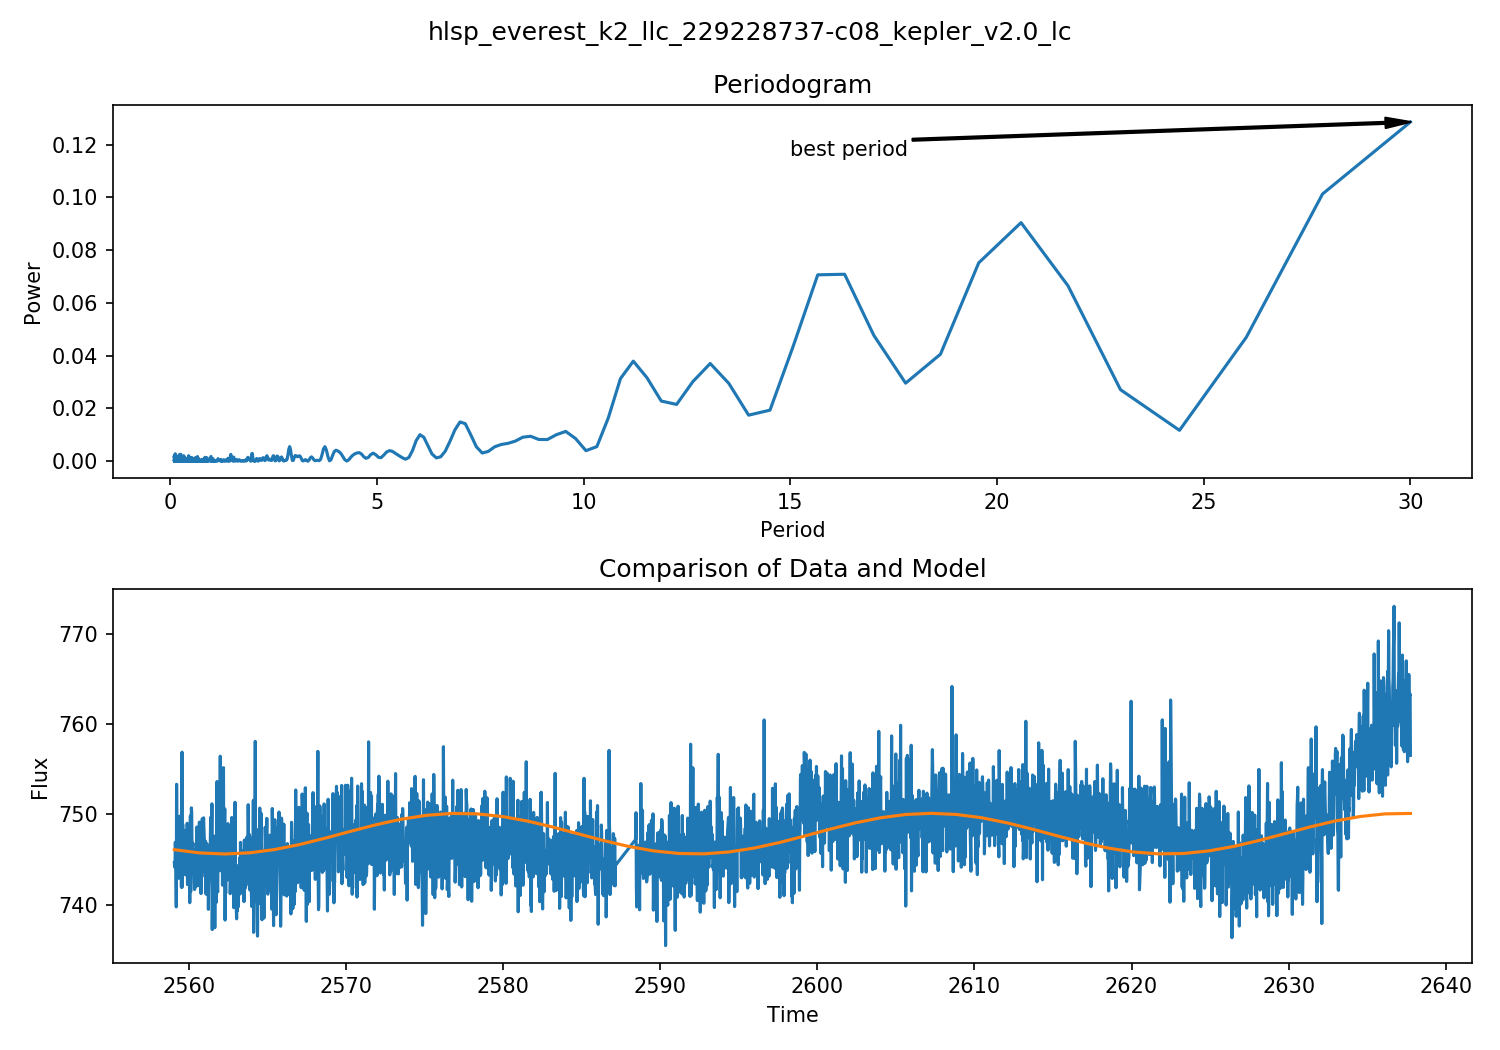 hlsp_everest_k2_llc_229228737-c08_kepler_v2.0_lc
Periodogram
0.12
0.10
0.08
0.06
0.04
0.02
0.00
Power
best period
0 5 10 15 20 25 30
Period
Comparison of Data and Model
770
760
750
740
Flux
2560 2570 2580 2590 2600 2610 2620 2630 2640
Time